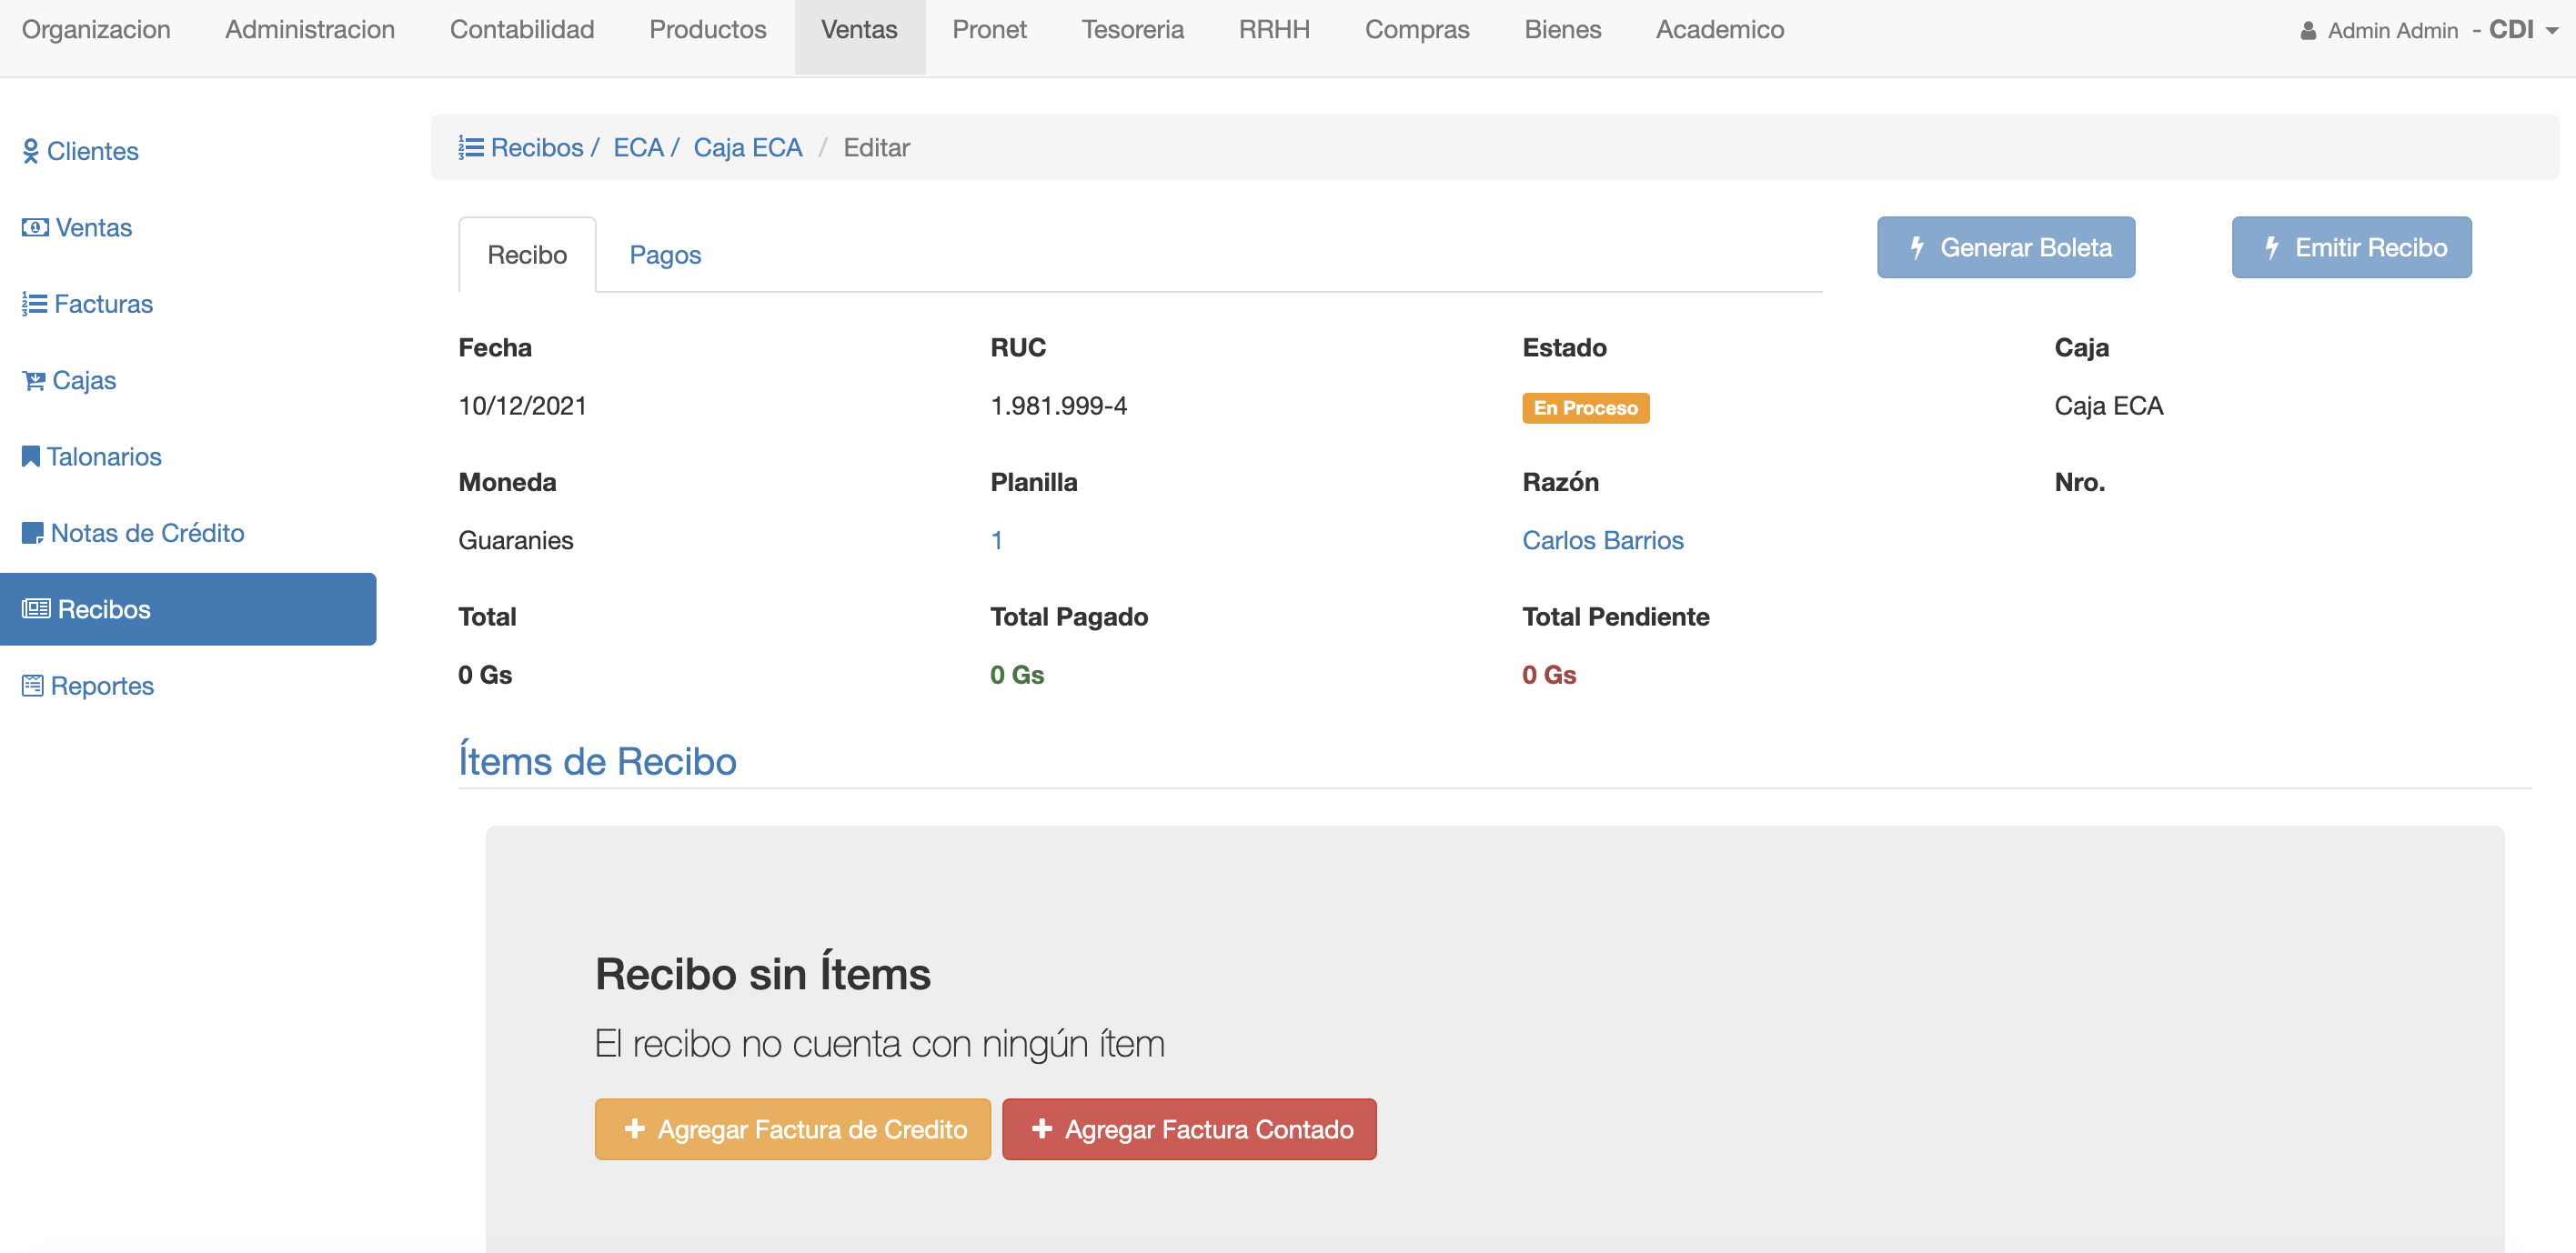 Organizacion Administracion Contabilidad Productos Ventas Pronet Tesoreria RRHH Compras Bienes Academico Admin Admin - CDI
Clientes
Ventas
Facturas
Cajas
Talonarios
Notas de Crédito
Recibos
Reportes
Recibos / ECA / Caja ECA / Editar
Recibo Pagos Generar Boleta Emitir Recibo
Fecha RUC Estado Caja
10/12/2021 1.981.999-4 En Proceso Caja ECA
Moneda Planilla Razón Nro.
Guaranies 1 Carlos Barrios
Total Total Pagado Total Pendiente
0 Gs 0 Gs 0 Gs
Ítems de Recibo
Recibo sin Ítems
El recibo no cuenta con ningún ítem
Agregar Factura de Credito Agregar Factura Contado